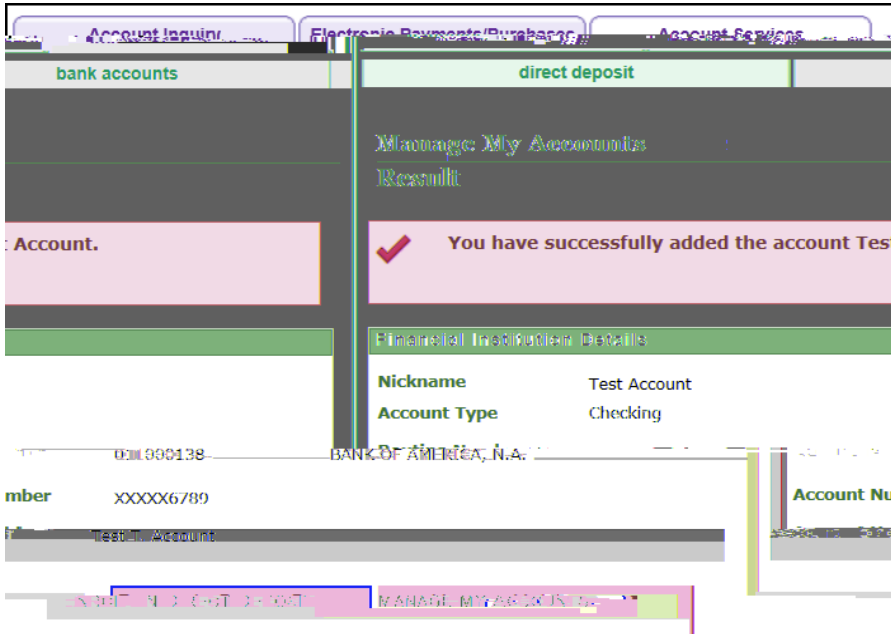 Account Inquiry Electronic Payments/Purchases Account Services
bank accounts direct deposit
Manage My Accounts
Result
Account. You have successfully added the account Tes
Financial Institution Details
Nickname Test Account
Account Type Checking
BANK OF AMERICA, N.A.
mber XXXXX6789 Account Nu
Test T. Account
MANAGE MY ACCOUNTS